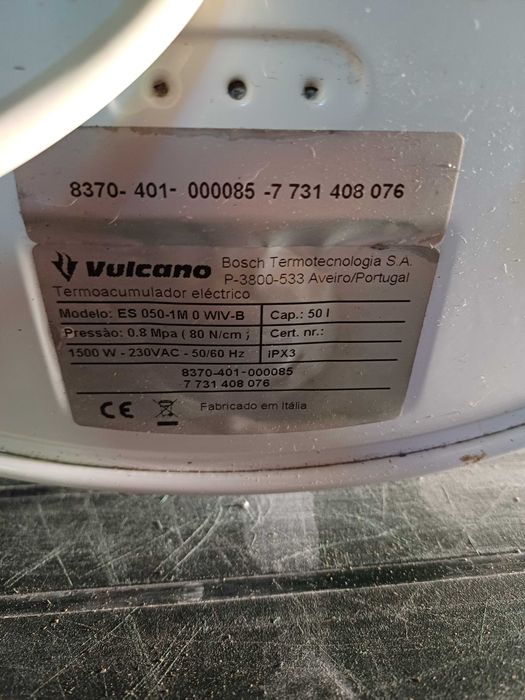 8370- 401- 000085 -7 731 408 076
Vulcano
Bosch Termotecnologia S.A.
P-3800-533 Aveiro/Portugal
Termoacumulador eléctrico
Modelo: ES 050-1M 0 WIV-B
Cap.: 50 l
Pressão: 0.8 Mpa ( 80 N/cm ;
Cert. nr.:
1500 W - 230VAC - 50/60 Hz
iPX3
8370-401-000085
7 731 408 076
CE
Fabricado em Itália